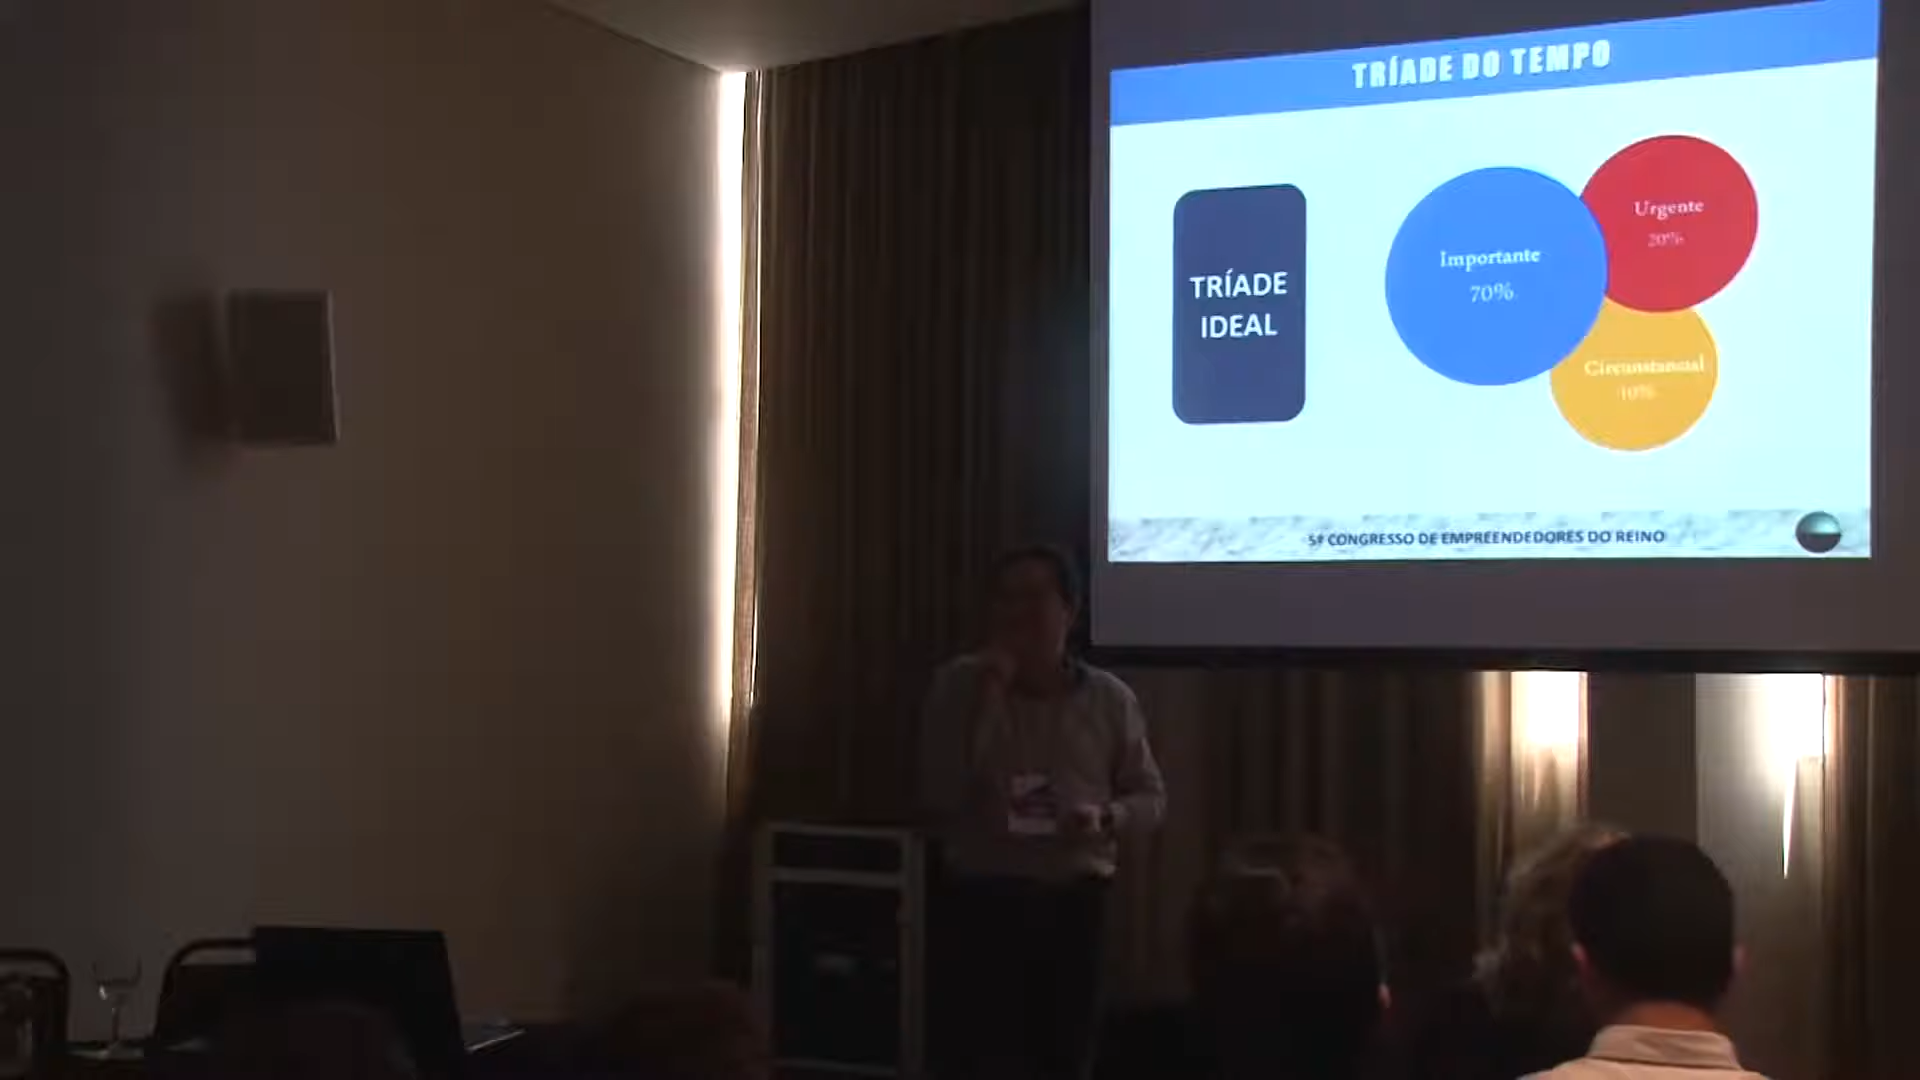 TRÍADE DO TEMPO
TRÍADE
IDEAL
Importante
70%
Urgente
20%
Circunstancial
10%
5º CONGRESSO DE EMPREENDEDORES DO REINO